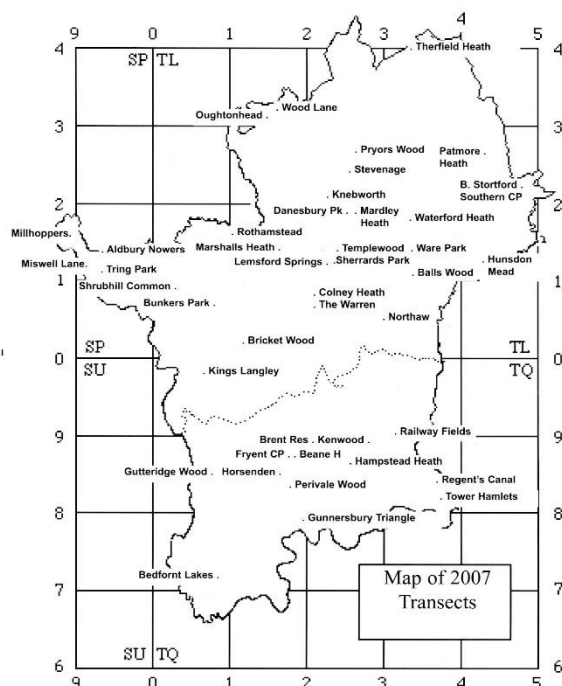 9 0 1 2 3 4 5
4 SP TL Therfield Heath 4
Wood Lane
Oughtonhead
3 3
Pryors Wood Patmore
Heath
Stevenage
B. Stortford
Knebworth Southern CP
Danesbury Pk Mardley
Heath Waterford Heath
2 2
Millhoppers Rothamstead
Aldbury Nowers Marshalls Heath Templewood Ware Park
Miswell Lane Lemsford Springs Sherrards Park Hunsdon
Mead
1 Tring Park Balls Wood 1
Shrubhill Common Colney Heath
Bunkers Park The Warren
Northaw
Bricket Wood
0 SP TL 0
SU TQ
Kings Langley
9 Railway Fields 9
Brent Res Kenwood
Fryent CP Beane H
Hampstead Heath
Gutteridge Wood Horsenden Regent's Canal
Perivale Wood
8 Tower Hamlets 8
Gunnersbury Triangle
Bedfornt Lakes
7 Map of 2007 7
Transects
6 SU TQ 6
9 0 1 2 3 4 5